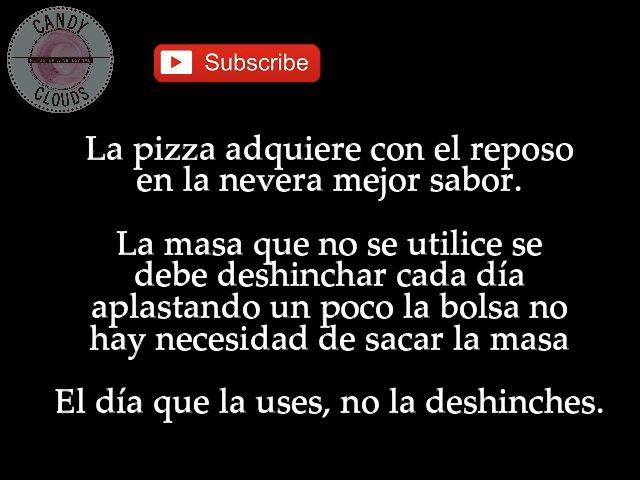 CANDY
CLOUDS
Subscribe
La pizza adquiere con el reposo
en la nevera mejor sabor.
La masa que no se utilice se
debe deshinchar cada día
aplastando un poco la bolsa no
hay necesidad de sacar la masa
El día que la uses, no la deshinches.